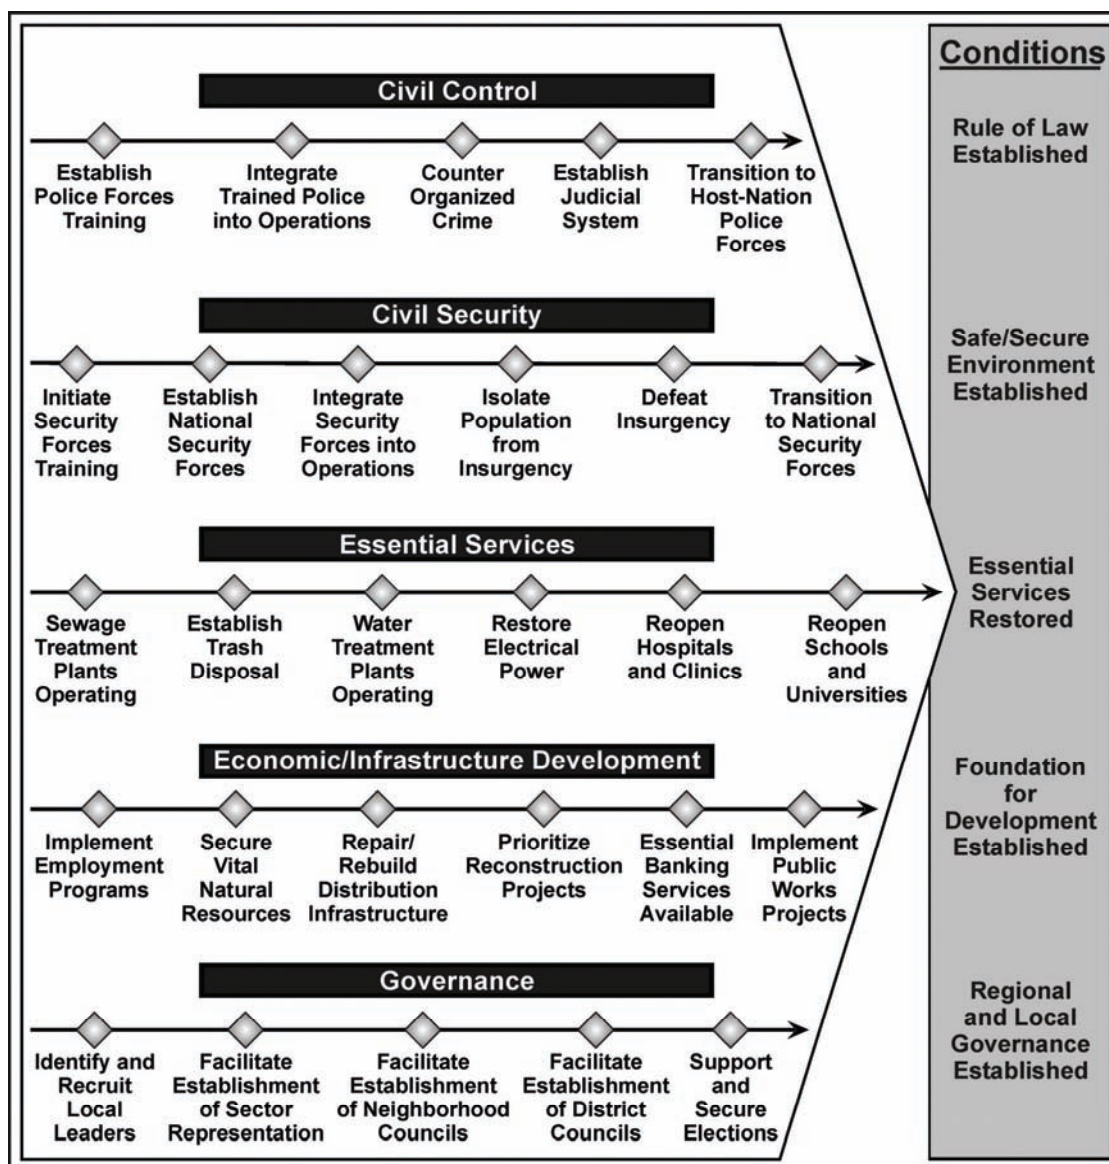 Conditions
Civil Control
Establish
Police Forces
Training
Integrate
Trained Police
into Operations
Counter
Organized
Crime
Establish
Judicial
System
Transition to
Host-Nation
Police
Forces
Rule of Law
Established
Civil Security
Initiate
Security
Forces
Training
Establish
National
Security
Forces
Integrate
Security
Forces into
Operations
Isolate
Population
from
Insurgency
Defeat
Insurgency
Transition
to National
Security
Forces
Safe/Secure
Environment
Established
Essential Services
Sewage
Treatment
Plants
Operating
Establish
Trash
Disposal
Water
Treatment
Plants
Operating
Restore
Electrical
Power
Reopen
Hospitals
and Clinics
Reopen
Schools
and
Universities
Essential
Services
Restored
Economic/Infrastructure Development
Implement
Employment
Programs
Secure
Vital
Natural
Resources
Repair/
Rebuild
Distribution
Infrastructure
Prioritize
Reconstruction
Projects
Essential
Banking
Services
Available
Implement
Public
Works
Projects
Foundation
for
Development
Established
Governance
Identify and
Recruit
Local
Leaders
Facilitate
Establishment
of Sector
Representation
Facilitate
Establishment
of Neighborhood
Councils
Facilitate
Establishment
of District
Councils
Support
and
Secure
Elections
Regional
and Local
Governance
Established